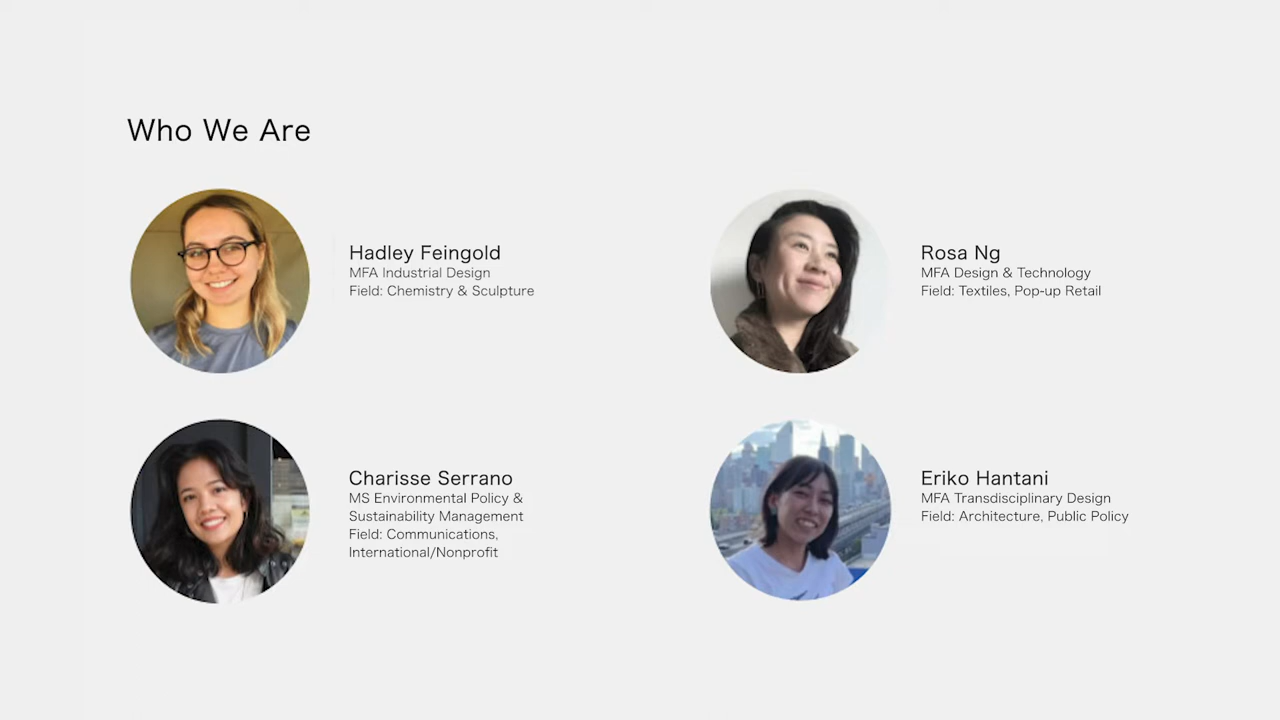 Who We Are
Hadley Feingold
MFA Industrial Design
Field: Chemistry & Sculpture
Rosa Ng
MFA Design & Technology
Field: Textiles, Pop-up Retail
Charisse Serrano
MS Environmental Policy &
Sustainability Management
Field: Communications,
International/Nonprofit
Eriko Hantani
MFA Transdisciplinary Design
Field: Architecture, Public Policy